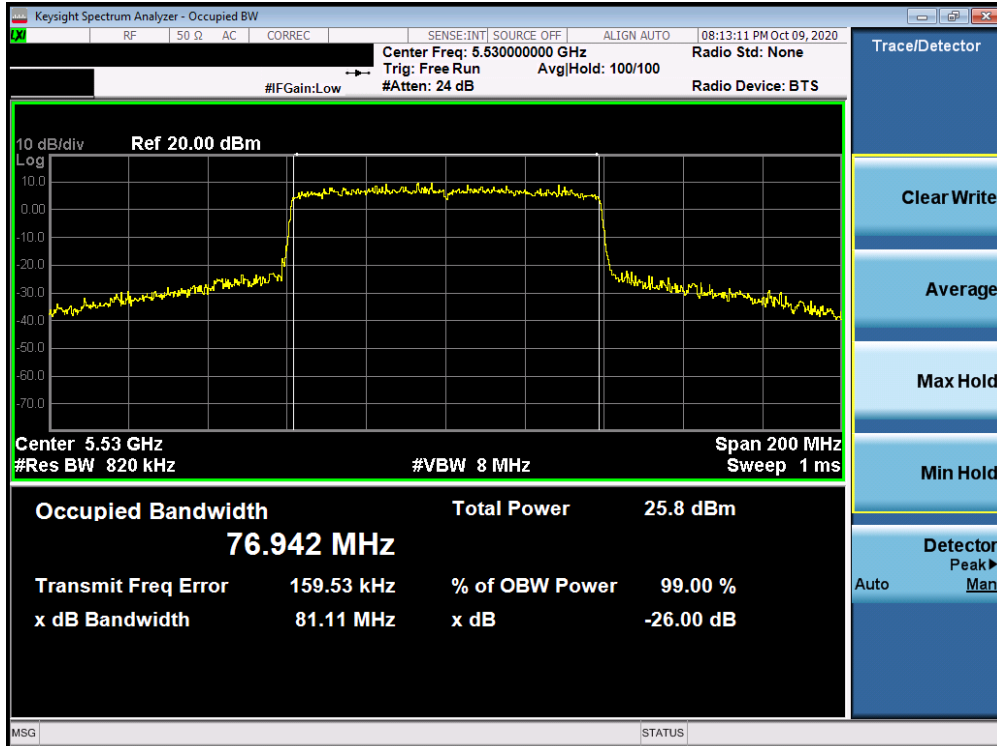 Keysight Spectrum Analyzer - Occupied BW
LXI RF 50 Ω AC CORREC SENSE:INT SOURCE OFF ALIGN AUTO 08:13:11 PM Oct 09, 2020
Center Freq: 5.530000000 GHz Radio Std: None
Trig: Free Run Avg|Hold: 100/100
#IFGain:Low #Atten: 24 dB Radio Device: BTS
Trace/Detector
10 dB/div Ref 20.00 dBm
Log
10.0
0.00
-10.0
-20.0
-30.0
-40.0
-50.0
-60.0
-70.0
Center 5.53 GHz Span 200 MHz
#Res BW 820 kHz #VBW 8 MHz Sweep 1 ms
Occupied Bandwidth Total Power 25.8 dBm
76.942 MHz
Transmit Freq Error 159.53 kHz % of OBW Power 99.00 %
x dB Bandwidth 81.11 MHz x dB -26.00 dB
Clear Write
Average
Max Hold
Min Hold
Detector
Peak▶
Auto Man
MSG STATUS